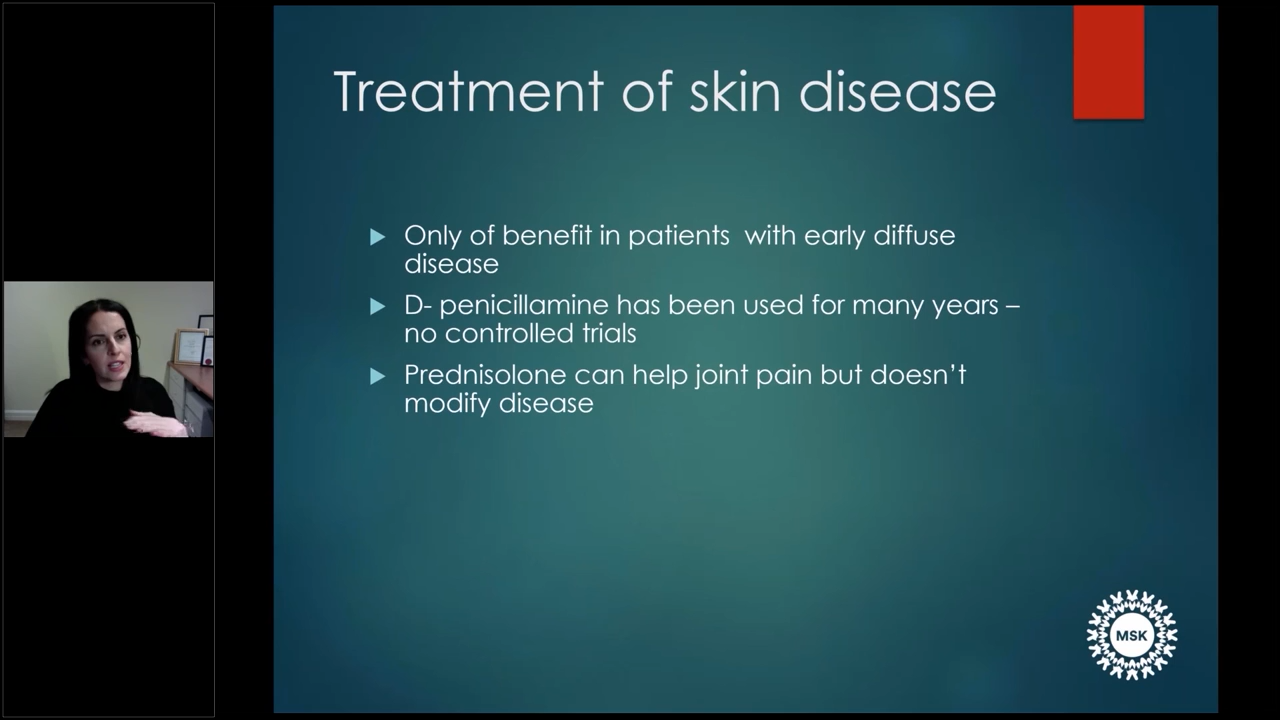 Treatment of skin disease
Only of benefit in patients with early diffuse
disease
D- penicillamine has been used for many years –
no controlled trials
Prednisolone can help joint pain but doesn't
modify disease
MSK